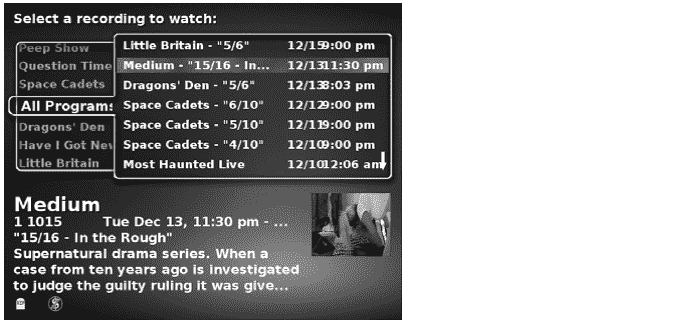 Select a recording to watch:
Peep Show
Question Time
Space Cadets
All Programs
Dragons' Den
Have I Got New
Little Britain
Little Britain - "5/6" 12/15 9:00 pm
Medium - "15/16 - In... 12/13 11:30 pm
Dragons' Den - "5/6" 12/13 8:03 pm
Space Cadets - "6/10" 12/12 9:00 pm
Space Cadets - "5/10" 12/11 9:00 pm
Space Cadets - "4/10" 12/10 9:00 pm
Most Haunted Live 12/10 12:06 am
Medium
1 1015 Tue Dec 13, 11:30 pm - ...
"15/16 - In the Rough"
Supernatural drama series. When a
case from ten years ago is investigated
to judge the guilty ruling it was give...